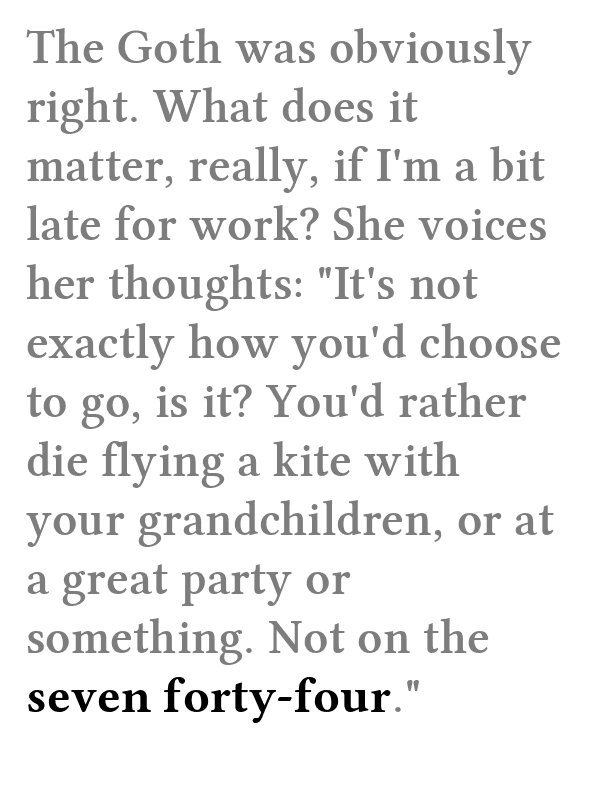 The Goth was obviously
right. What does it
matter, really, if I'm a bit
late for work? She voices
her thoughts: "It's not
exactly how you'd choose
to go, is it? You'd rather
die flying a kite with
your grandchildren, or at
a great party or
something. Not on the
seven forty-four."